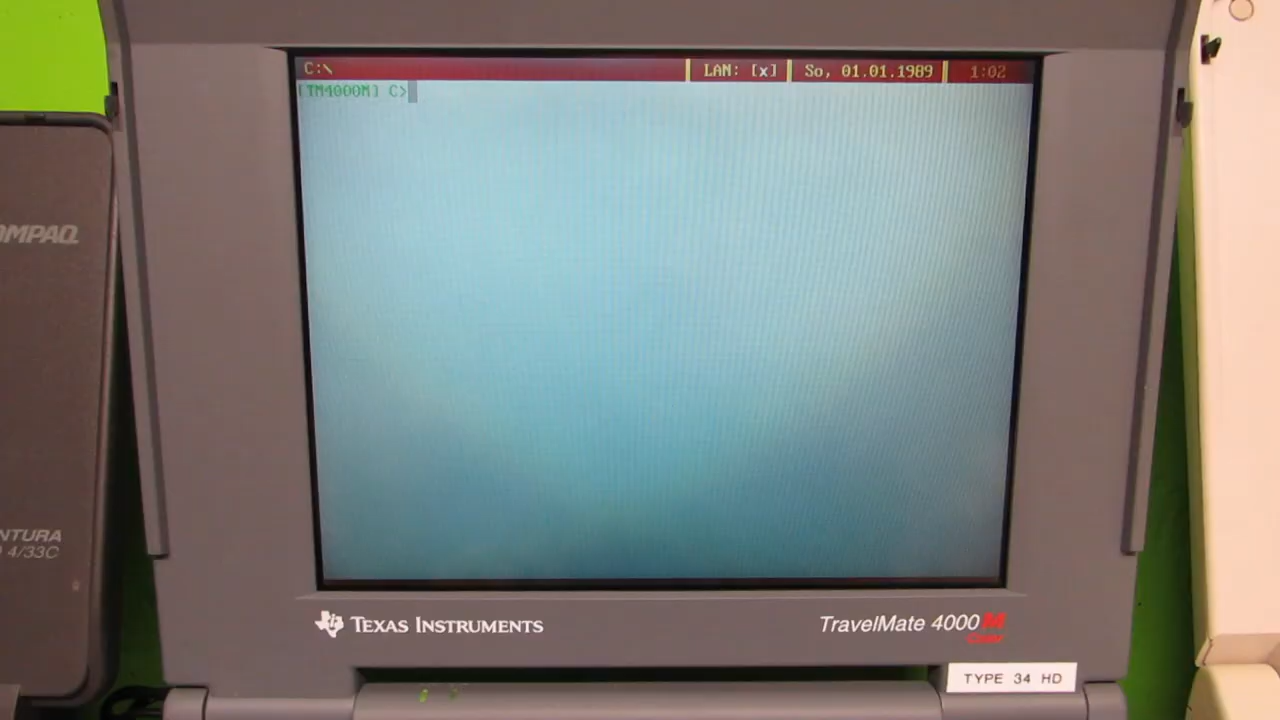 C:\ LAN: [x] So, 01.01.1989 1:02
[TM4000M] C>
OMPAQ
NTURA
4/33C
TEXAS INSTRUMENTS
TravelMate 4000M
Color
TYPE 34 HD